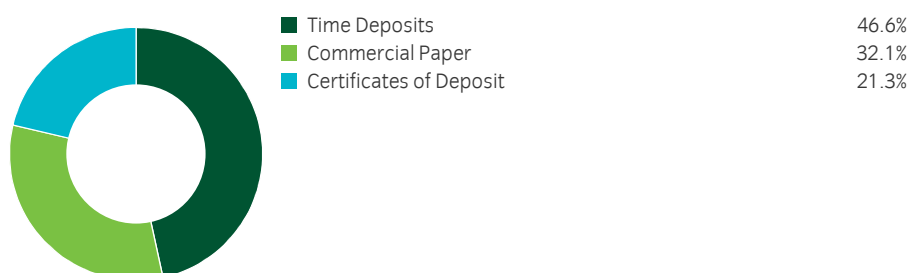 Time Deposits 46.6%
Commercial Paper 32.1%
Certificates of Deposit 21.3%